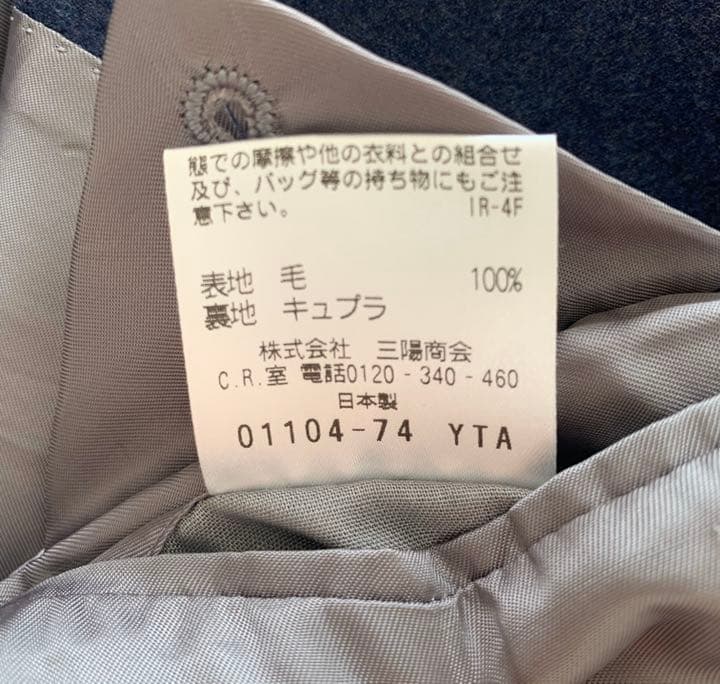 態での摩擦や他の衣料との組合せ
及び、バッグ等の持ち物にもご注
意下さい。 IR-4F
表地 毛 100%
裏地 キュプラ
株式会社 三陽商会
C.R.室 電話0120-340-460
日本製
01104-74 YTA